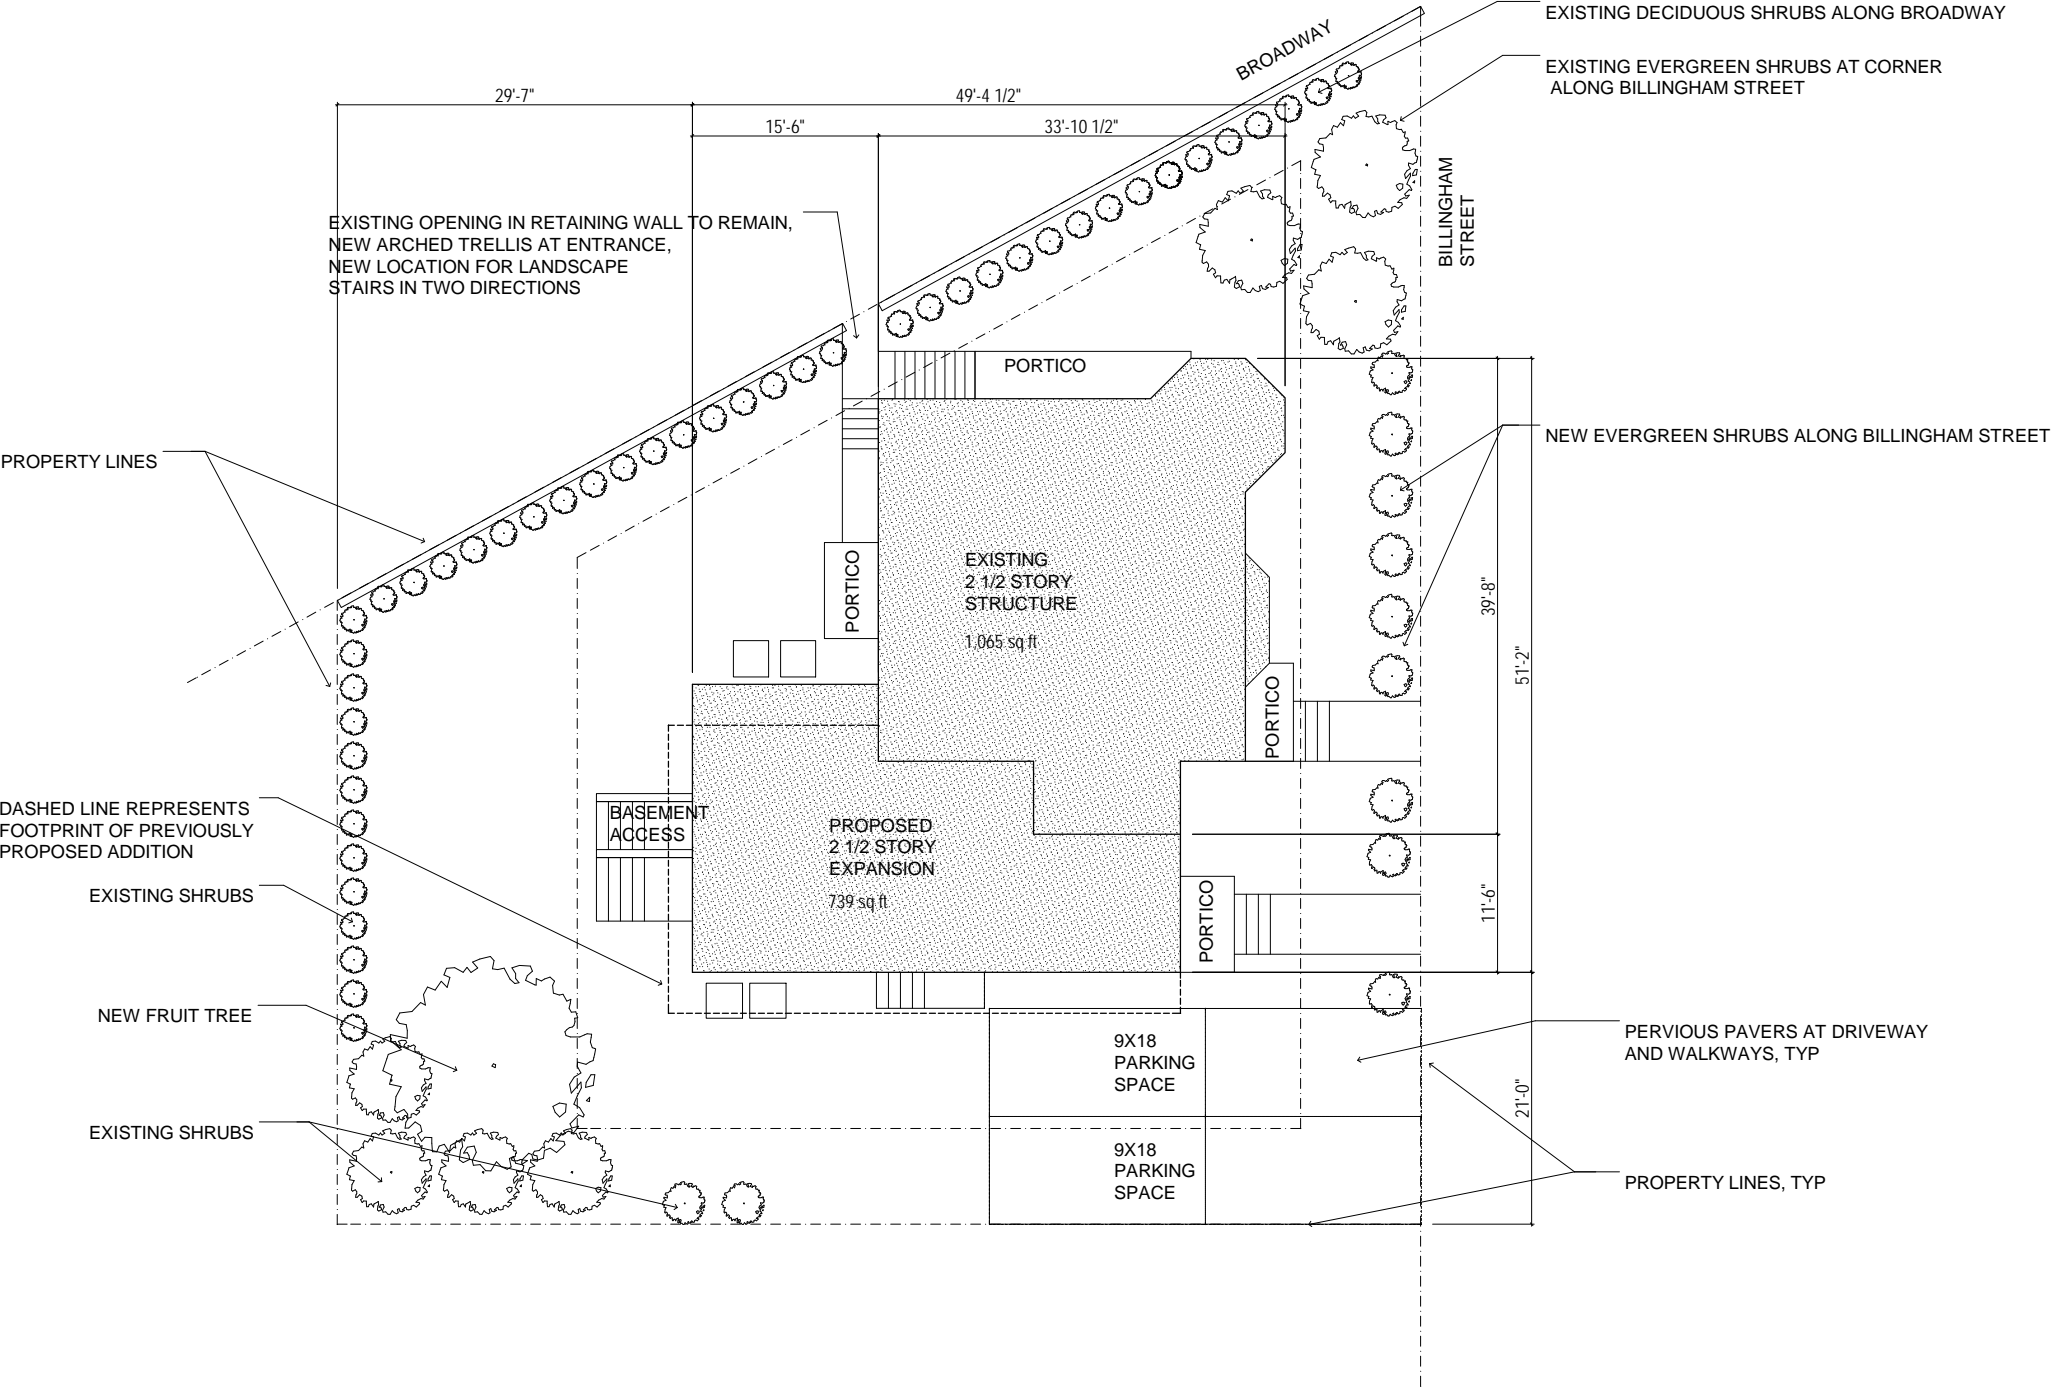 EXISTING DECIDUOUS SHRUBS ALONG BROADWAY
BROADWAY
EXISTING EVERGREEN SHRUBS AT CORNER
ALONG BILLINGHAM STREET
29'-7"
49'-4 1/2"
15'-6"
33'-10 1/2"
BILLINGHAM
STREET
EXISTING OPENING IN RETAINING WALL TO REMAIN,
NEW ARCHED TRELLIS AT ENTRANCE,
NEW LOCATION FOR LANDSCAPE
STAIRS IN TWO DIRECTIONS
PORTICO
NEW EVERGREEN SHRUBS ALONG BILLINGHAM STREET
PROPERTY LINES
PORTICO
EXISTING
2 1/2 STORY
STRUCTURE
1,065 sq ft
39'-8"
51'-2"
PORTICO
DASHED LINE REPRESENTS
FOOTPRINT OF PREVIOUSLY
PROPOSED ADDITION
BASEMENT
ACCESS
PROPOSED
2 1/2 STORY
EXPANSION
739 sq ft
EXISTING SHRUBS
PORTICO
11'-6"
NEW FRUIT TREE
9X18
PARKING
SPACE
PERVIOUS PAVERS AT DRIVEWAY
AND WALKWAYS, TYP
21'-0"
EXISTING SHRUBS
9X18
PARKING
SPACE
PROPERTY LINES, TYP